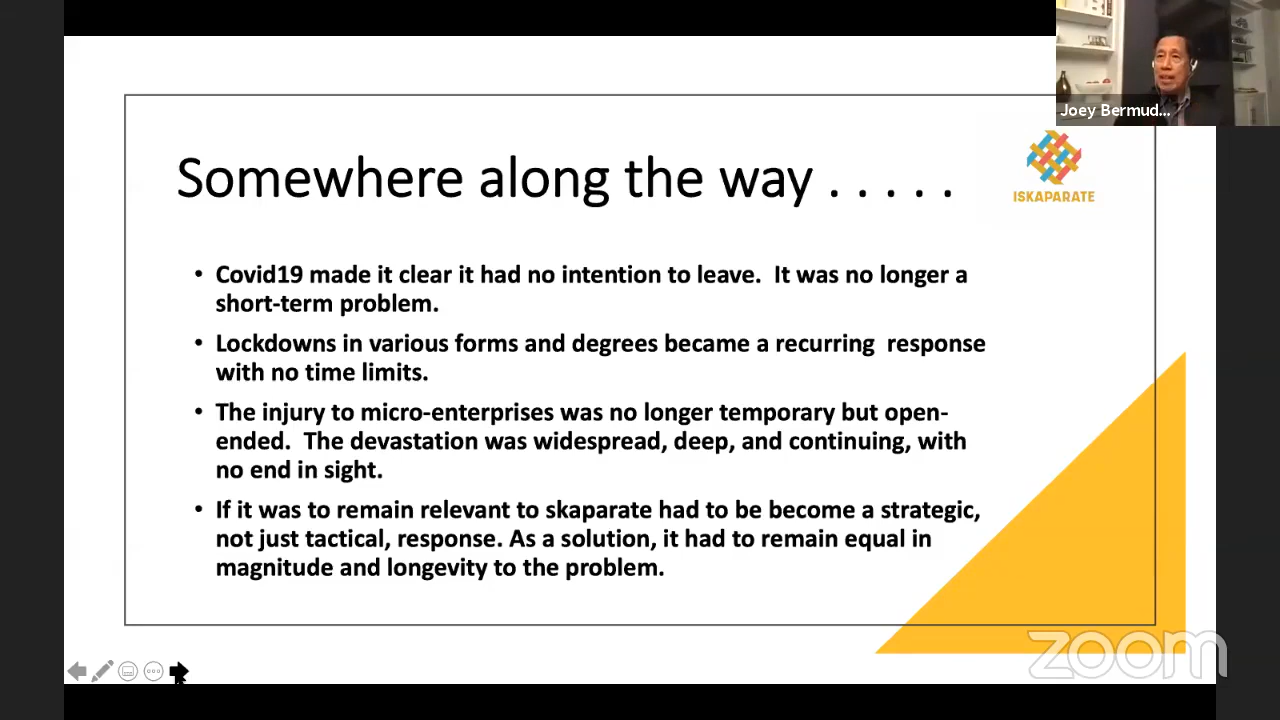 Joey Bermud...
Somewhere along the way . . . . .
ISKAPARATE
• Covid19 made it clear it had no intention to leave.  It was no longer a
short-term problem.
• Lockdowns in various forms and degrees became a recurring  response
with no time limits.
• The injury to micro-enterprises was no longer temporary but open-
ended.  The devastation was widespread, deep, and continuing, with
no end in sight.
• If it was to remain relevant to skaparate had to be become a strategic,
not just tactical, response. As a solution, it had to remain equal in
magnitude and longevity to the problem.
zoom